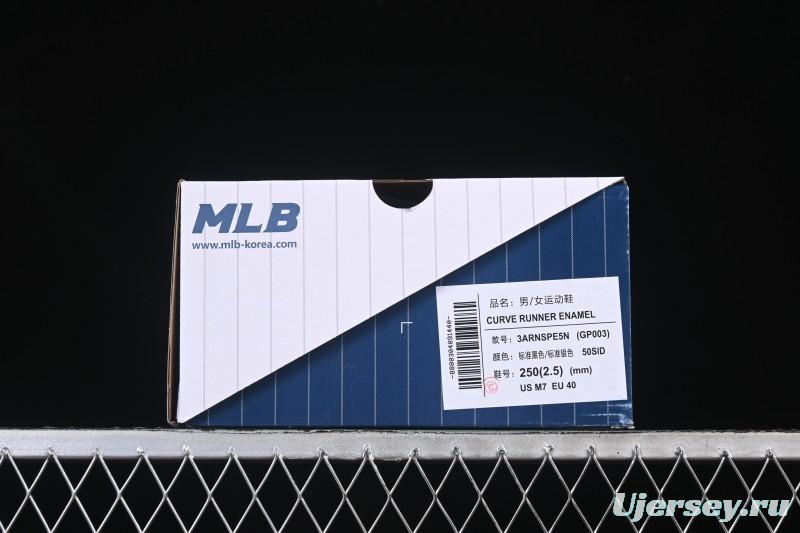 MLB
www.mlb-korea.com
品名：男/女运动鞋
CURVE RUNNER ENAMEL
款号：3ARNSPE5N (GP003)
颜色：标准黑色/标准银色 50SID
鞋号：250(2.5) (mm)
US M7 EU 40
Ujersey.ru